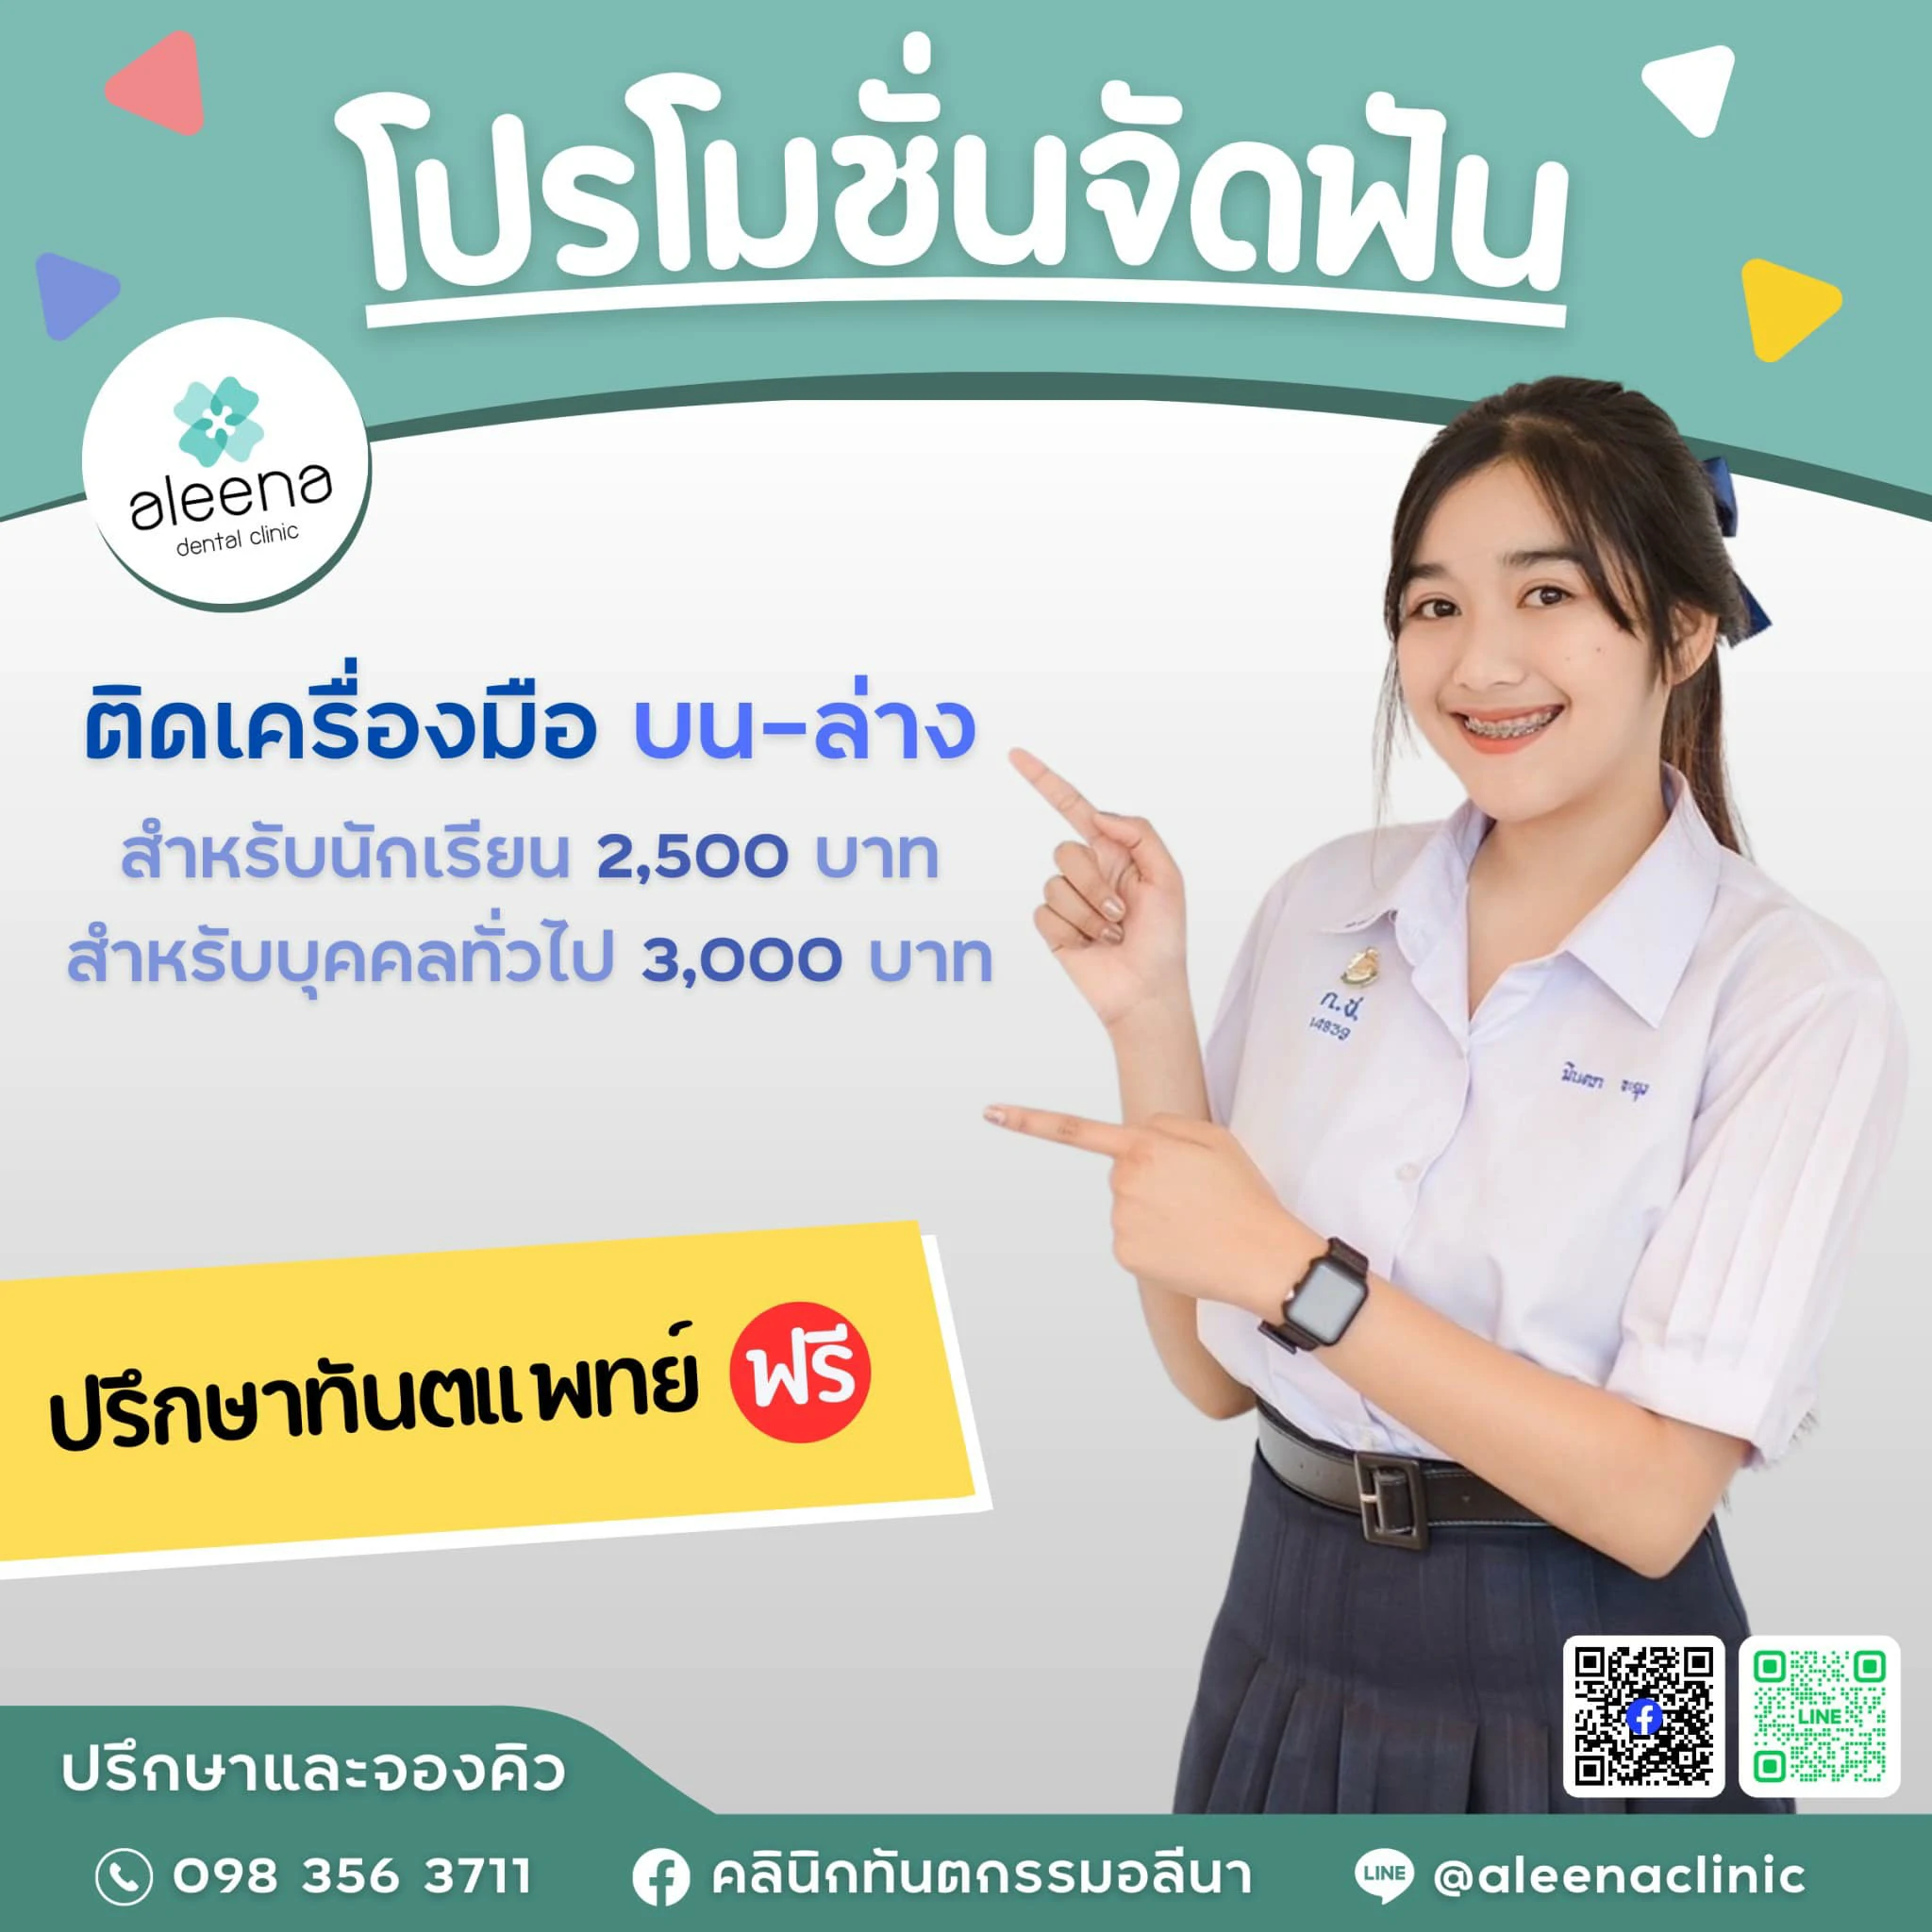 โปรโมชั่นจัดฟัน
aleena
dental clinic
ติดเครื่องมือ บน-ล่าง
สำหรับนักเรียน 2,500 บาท
สำหรับบุคคลทั่วไป 3,000 บาท
ก.ช.
14839
ปรึกษาทันตแพทย์ ฟรี
LINE
ปรึกษาและจองคิว
098 356 3711
คลินิกทันตกรรมอลีนา
LINE @aleenaclinic